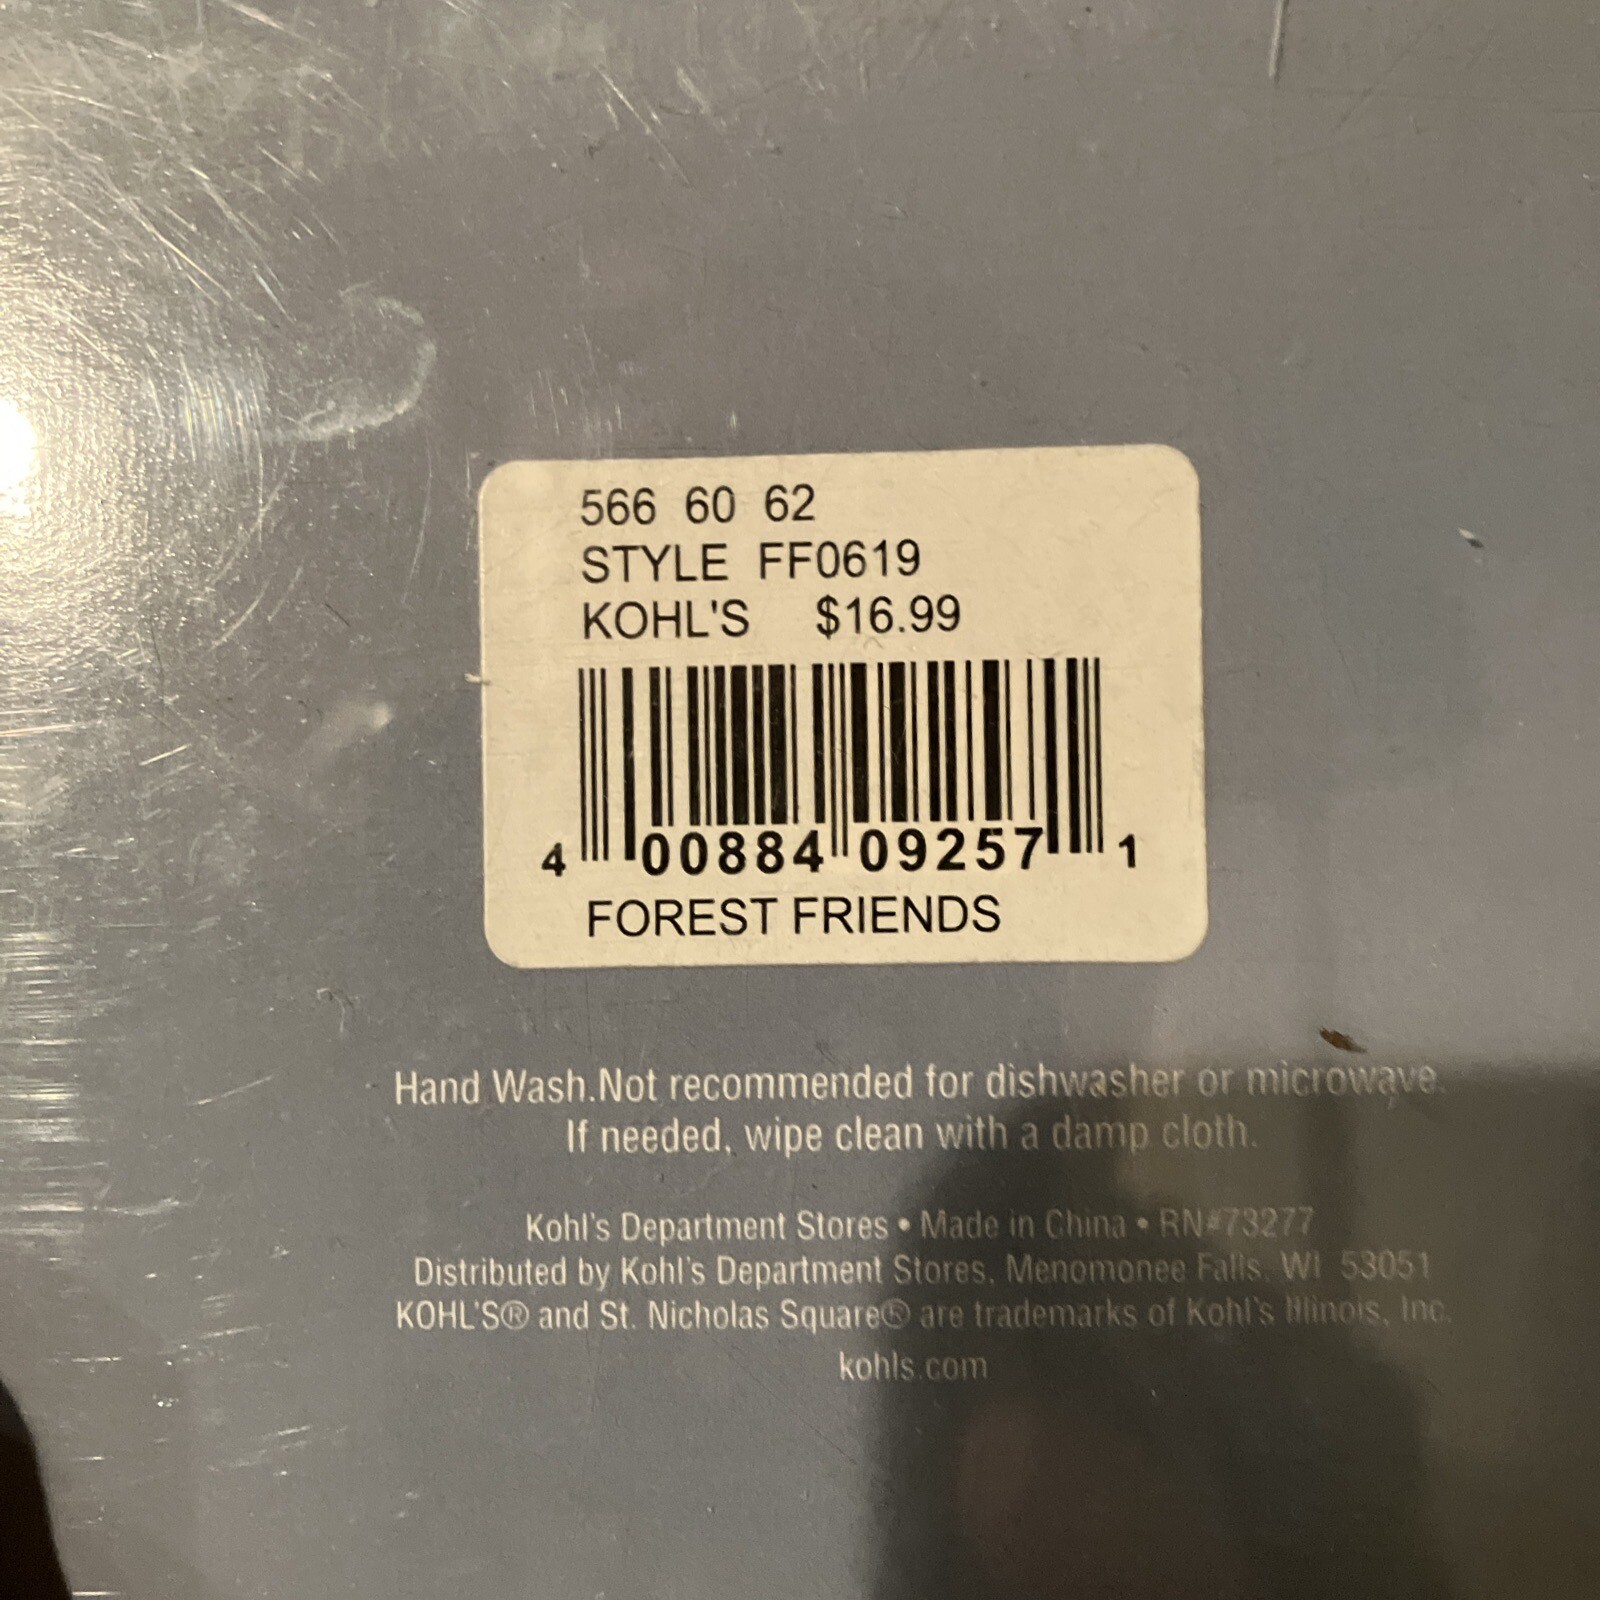 566 60 62
STYLE FF0619
KOHL'S $16.99
4 00884 09257 1
FOREST FRIENDS
Hand Wash.Not recommended for dishwasher or microwave.
If needed, wipe clean with a damp cloth.
Kohl's Department Stores • Made in China • RN#73277
Distributed by Kohl's Department Stores, Menomonee Falls, WI 53051
KOHL'S® and St. Nicholas Square® are trademarks of Kohl's Illinois, Inc.
kohls.com